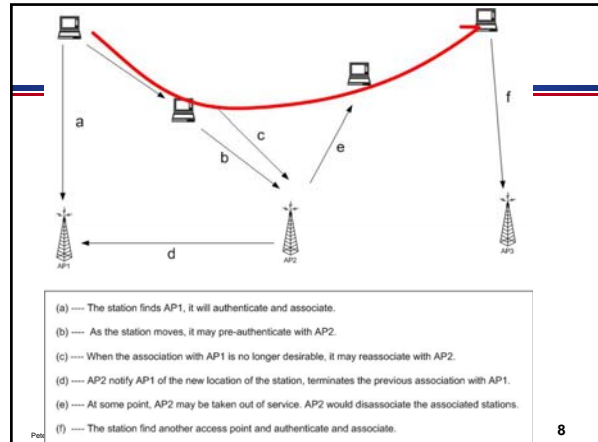 a
b
c
d
e
f
AP1
AP2
AP3
(a) ---- The station finds AP1, it will authenticate and associate.
(b) ---- As the station moves, it may pre-authenticate with AP2.
(c) ---- When the association with AP1 is no longer desirable, it may reassociate with AP2.
(d) ---- AP2 notify AP1 of the new location of the station, terminates the previous association with AP1.
(e) ---- At some point, AP2 may be taken out of service. AP2 would disassociate the associated stations.
(f) ---- The station find another access point and authenticate and associate.
8